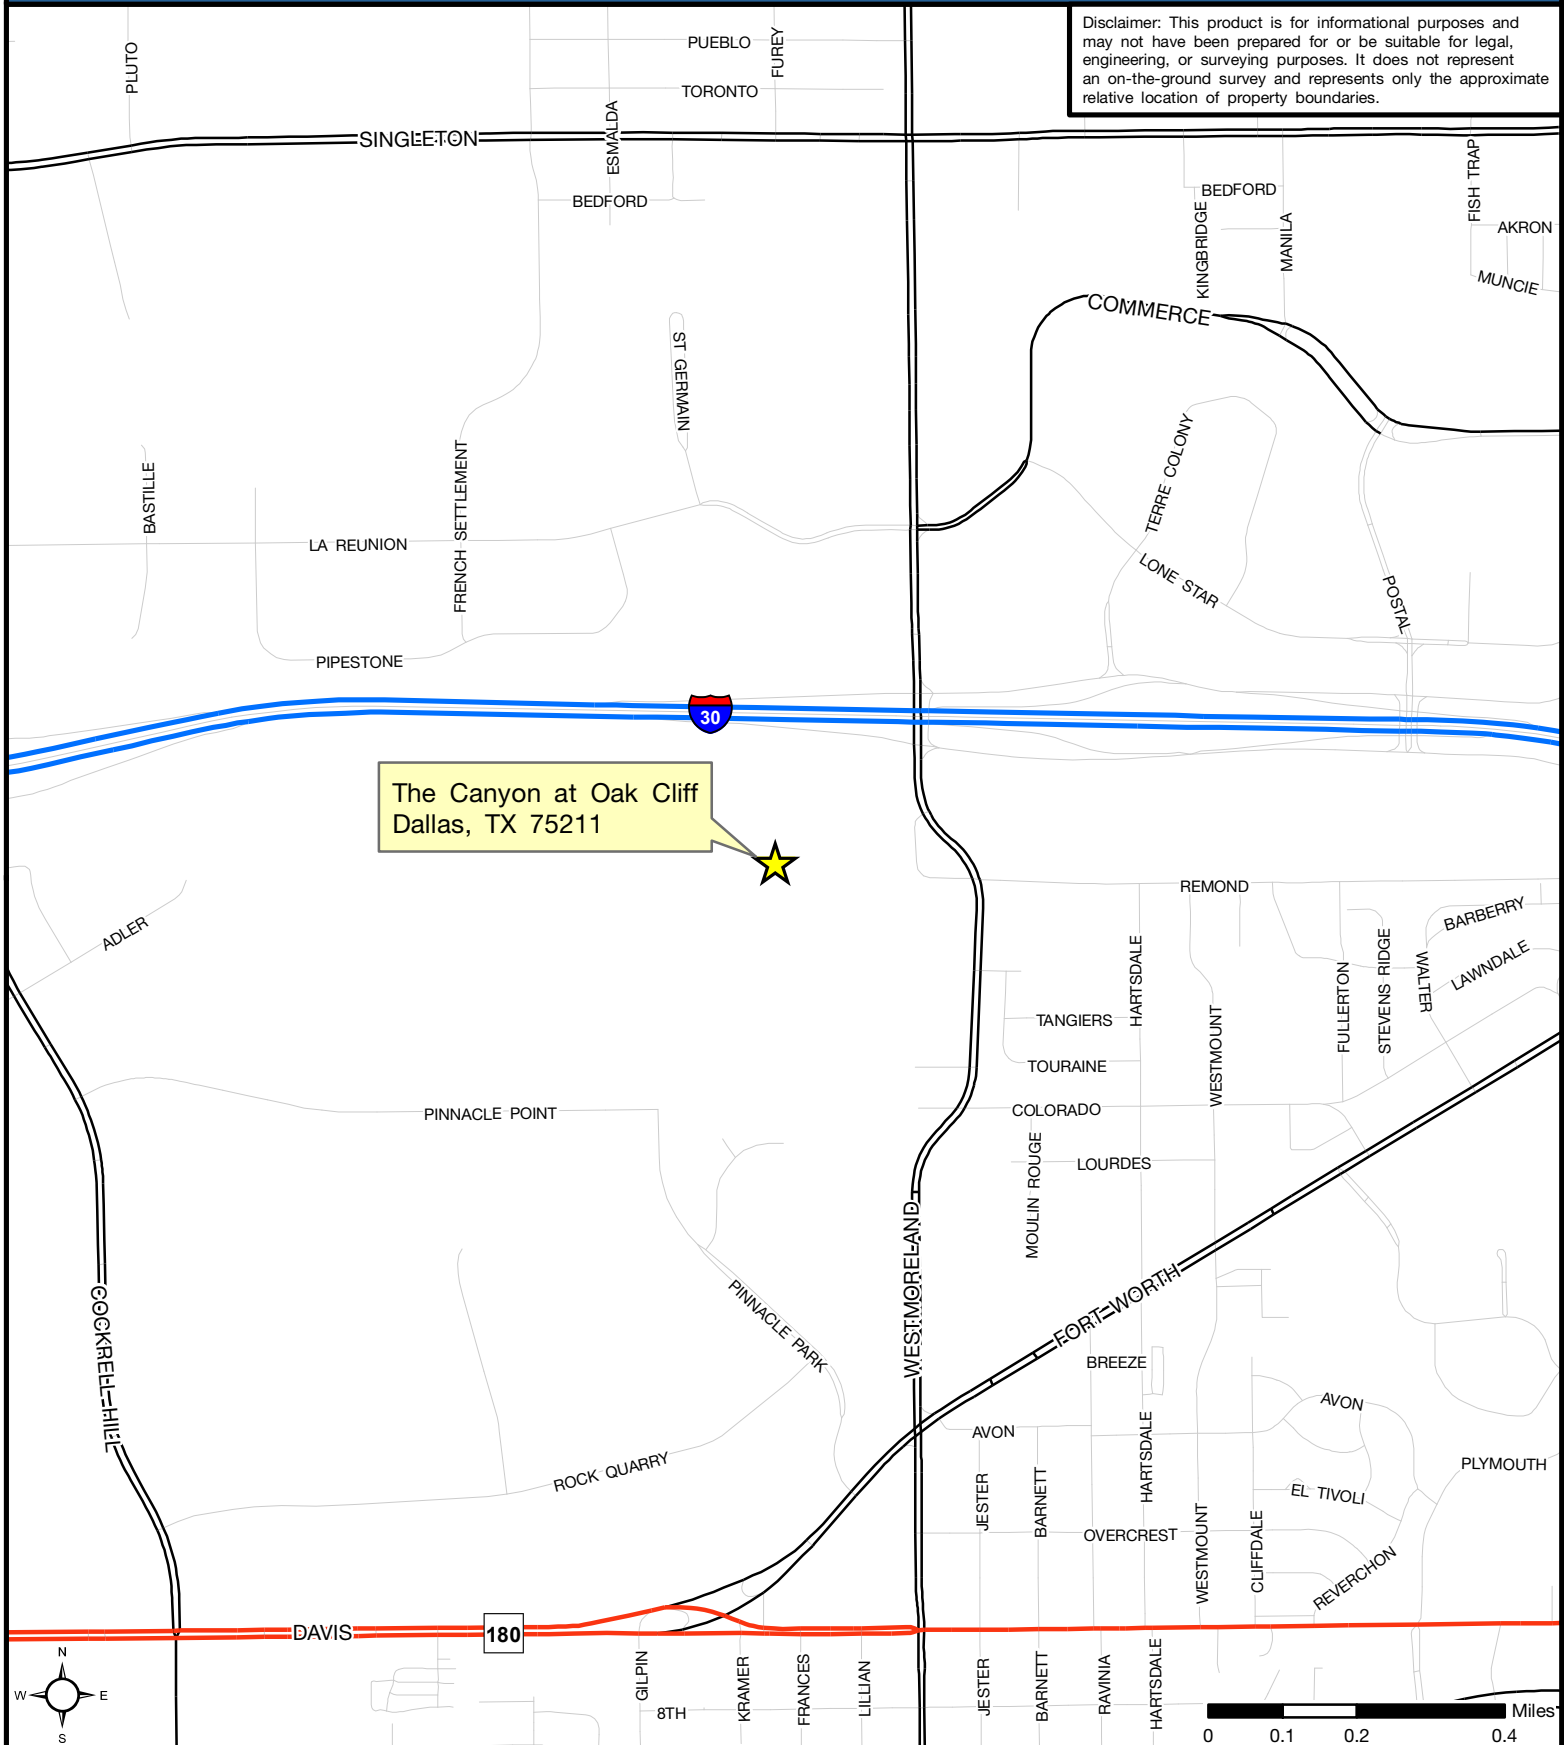 Disclaimer: This product is for informational purposes and
may not have been prepared for or be suitable for legal,
engineering, or surveying purposes. It does not represent
an on-the-ground survey and represents only the approximate
relative location of property boundaries.
PLUTO
PUEBLO
FUREY
TORONTO
ESMALDA
SINGLETON
BEDFORD
BEDFORD
FISH TRAP
AKRON
KINGBRIDGE
MANILA
MUNCIE
COMMERCE
ST GERMAIN
BASTILLE
FRENCH SETTLEMENT
TERRE COLONY
LA REUNION
LONE STAR
POSTAL
PIPESTONE
30
The Canyon at Oak Cliff
Dallas, TX 75211
REMOND
BARBERRY
ADLER
HARTSDALE
FULLERTON
STEVENS RIDGE
WALTER
LAWNDALE
TANGIERS
WESTMOUNT
TOURAINE
PINNACLE POINT
COLORADO
MOULIN ROUGE
LOURDES
WESTMORELAND
COCKRELL HILL
PINNACLE PARK
FORT WORTH
BREEZE
AVON
AVON
HARTSDALE
PLYMOUTH
ROCK QUARRY
JESTER
BARNETT
EL TIVOLI
OVERCREST
WESTMOUNT
CLIFFDALE
REVERCHON
DAVIS
180
GILPIN
KRAMER
FRANCES
LILLIAN
JESTER
BARNETT
RAVINIA
HARTSDALE
8TH
N
W
E
S
Miles
0
0.1
0.2
0.4